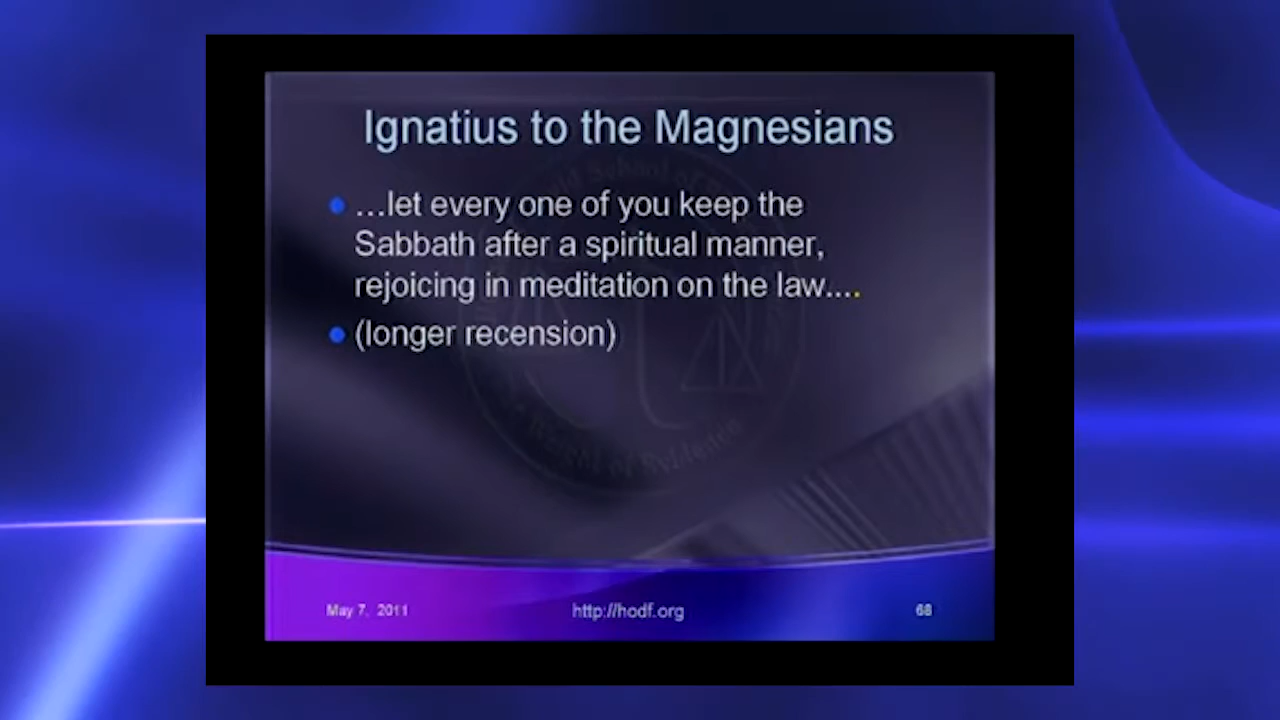 Ignatius to the Magnesians
…let every one of you keep the
Sabbath after a spiritual manner,
rejoicing in meditation on the law....
(longer recension)
May 7, 2011
http://hodf.org
68